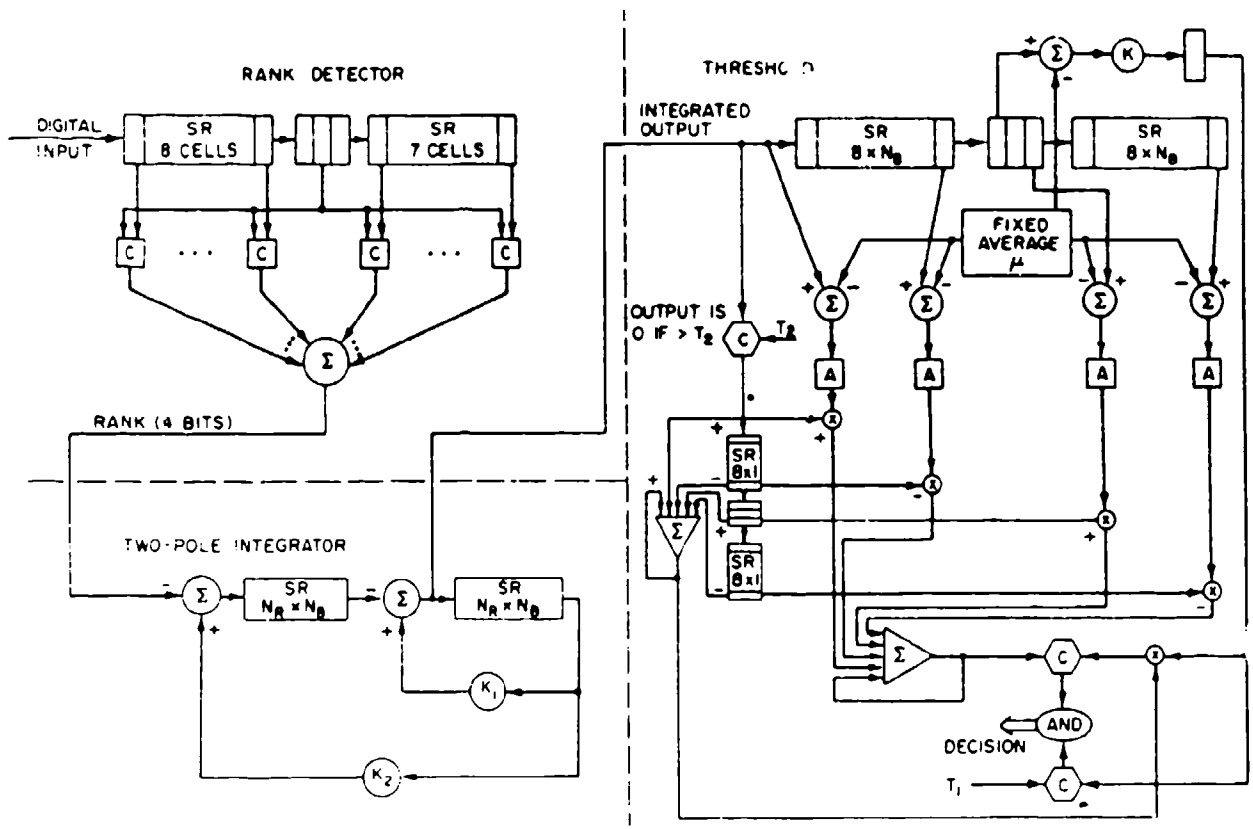 RANK DETECTOR
DIGITAL
INPUT
SR
8 CELLS
SR
7 CELLS
C
...
C
C
...
C
Σ
RANK (4 BITS)
TWO-POLE INTEGRATOR
-
Σ
+
SR
N_R x N_B
-
Σ
+
SR
N_R x N_B
K_1
K_2
INTEGRATED
OUTPUT
SR
8 x N_B
SR
8 x N_B
+
Σ
-
K
FIXED
AVERAGE
μ
+
Σ
-
+
Σ
-
-
Σ
+
-
Σ
+
OUTPUT IS
0 IF > T_2
C
T_2
A
A
A
A
x
+
x
-
x
+
x
-
+
SR
8x1
-
+
SR
8x1
-
+
Σ
Σ
C
x
AND
DECISION
T_1
C